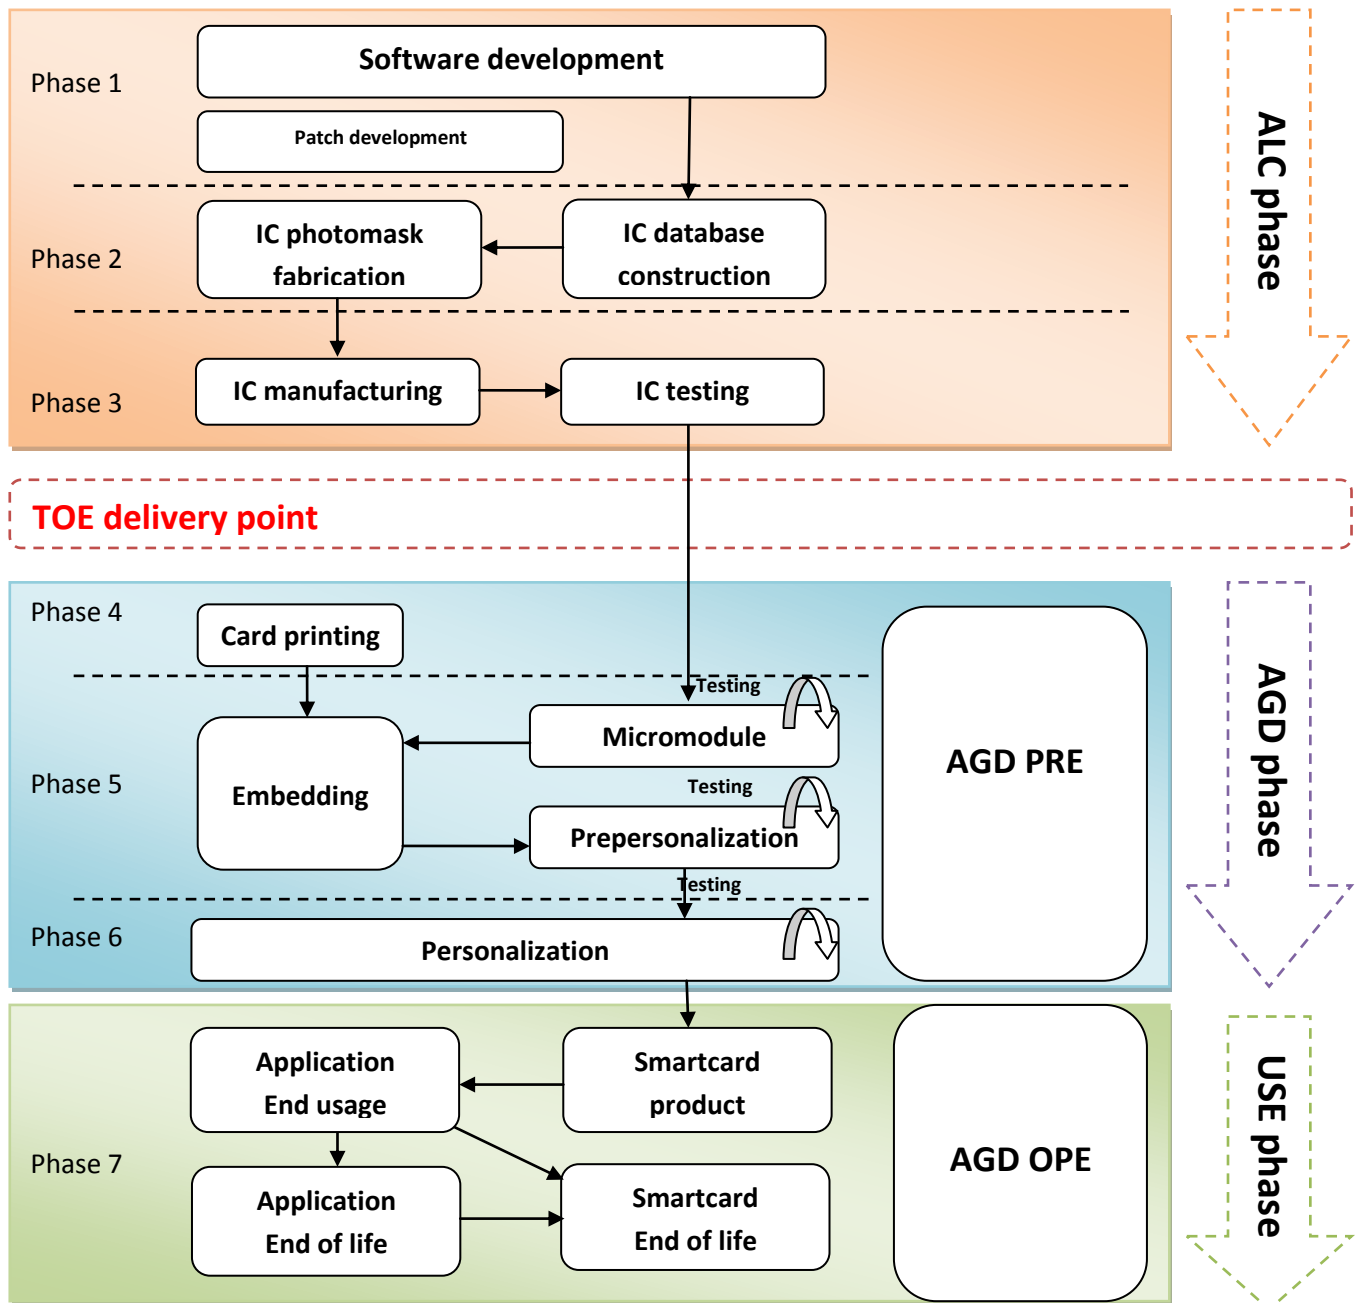 Phase 1
Software development
Patch development
ALC phase
Phase 2
IC photomask
fabrication
IC database
construction
Phase 3
IC manufacturing
IC testing
TOE delivery point
Phase 4
Card printing
Testing
Micromodule
AGD PRE
AGD phase
Phase 5
Embedding
Testing
Prepersonalization
Testing
Phase 6
Personalization
Application
End usage
Smartcard
product
USE phase
Phase 7
AGD OPE
Application
End of life
Smartcard
End of life